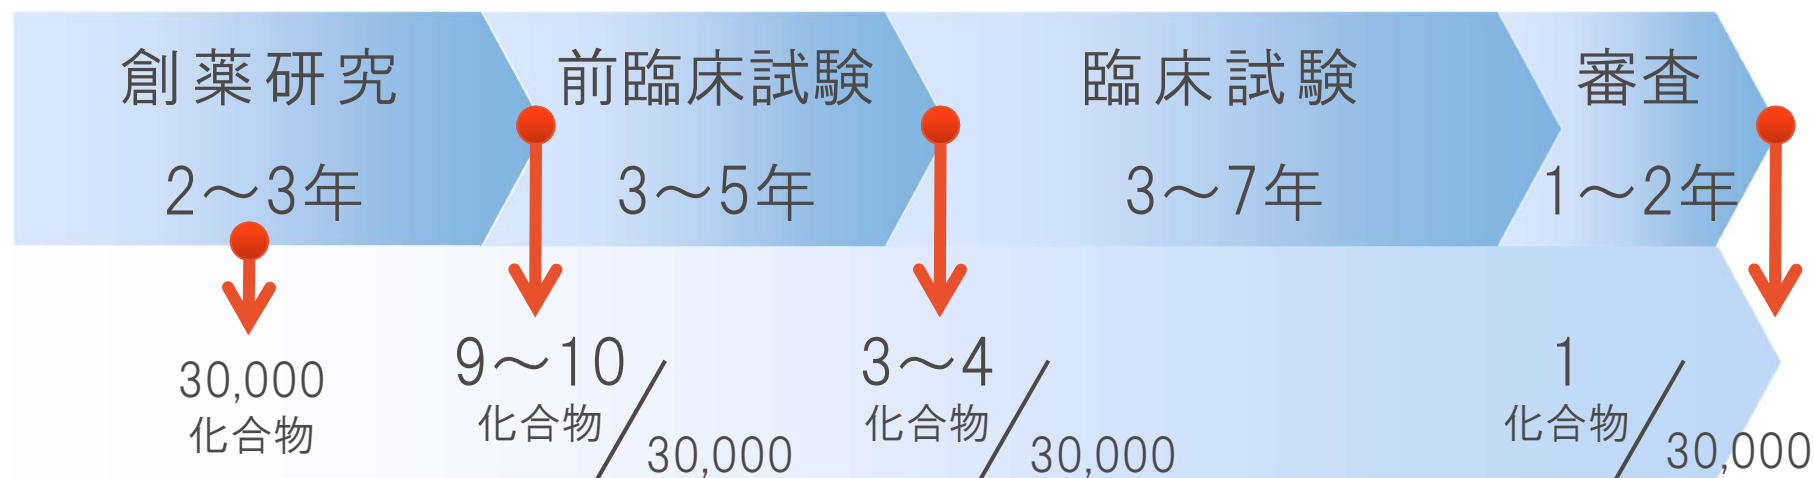 創薬研究
2～3年
前臨床試験
3～5年
臨床試験
3～7年
審査
1～2年
30,000
化合物
9～10
化合物
30,000
3～4
化合物
30,000
1
化合物
30,000